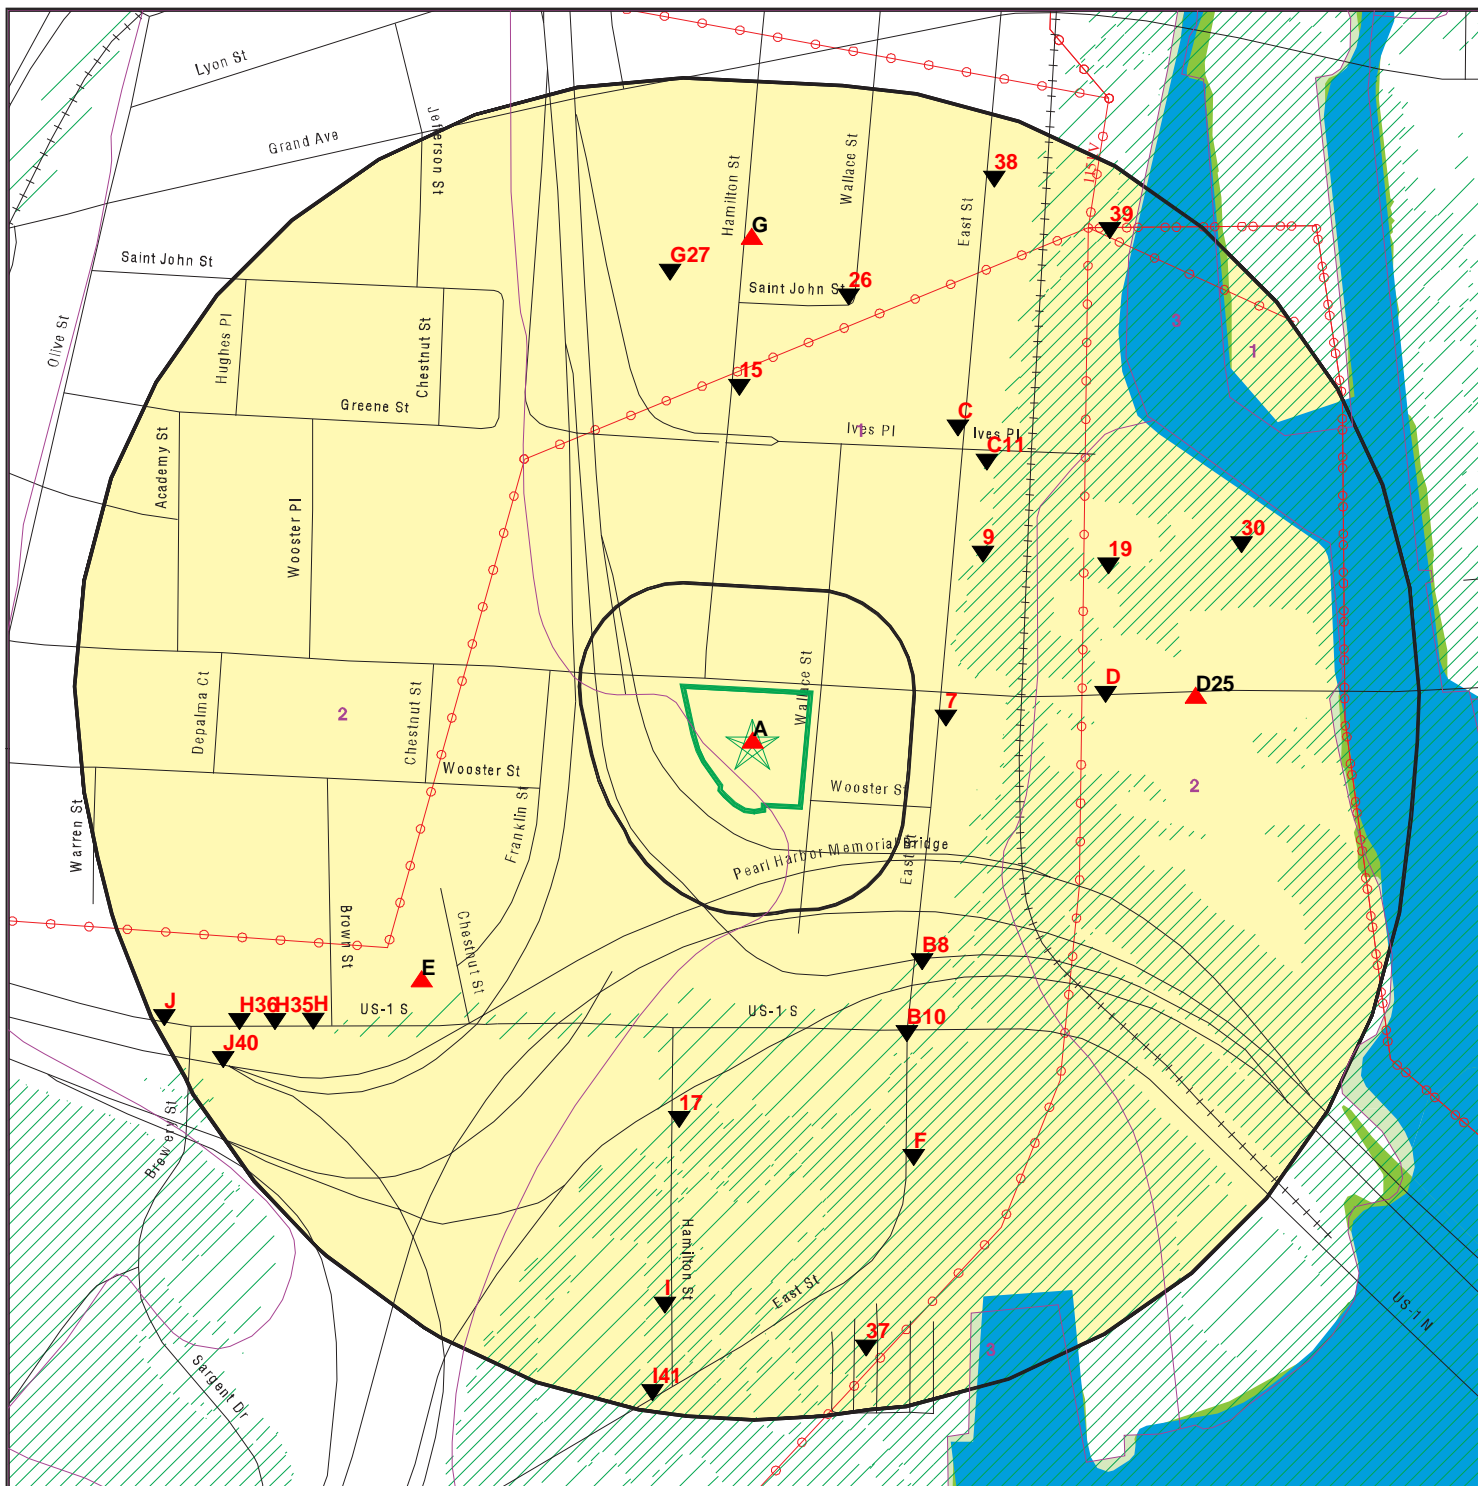 Lyon St
Grand Ave
Jefferson St
Hamilton St
Wallace St
East St
38
115 kV
39
G
G27
26
Saint John St
Saint John St
Olive St
Hughes Pl
Chestnut St
Greene St
15
3
1
Academy St
Wooster Pl
C
1
Ives Pl
Ives Pl
C11
9
19
30
Depalma Ct
2
Chestnut St
Wallace St
D
D25
7
A
Wooster St
Wooster St
2
Warren St
Franklin St
Pearl Harbor Memorial Bridge
East St
Brown St
Chestnut St
E
B8
J
H36
H35
H
US-1 S
US-1 S
B10
J40
17
Brewery St
F
Hamilton St
I
East St
37
3
US-1 N
I41
Sargent Dr